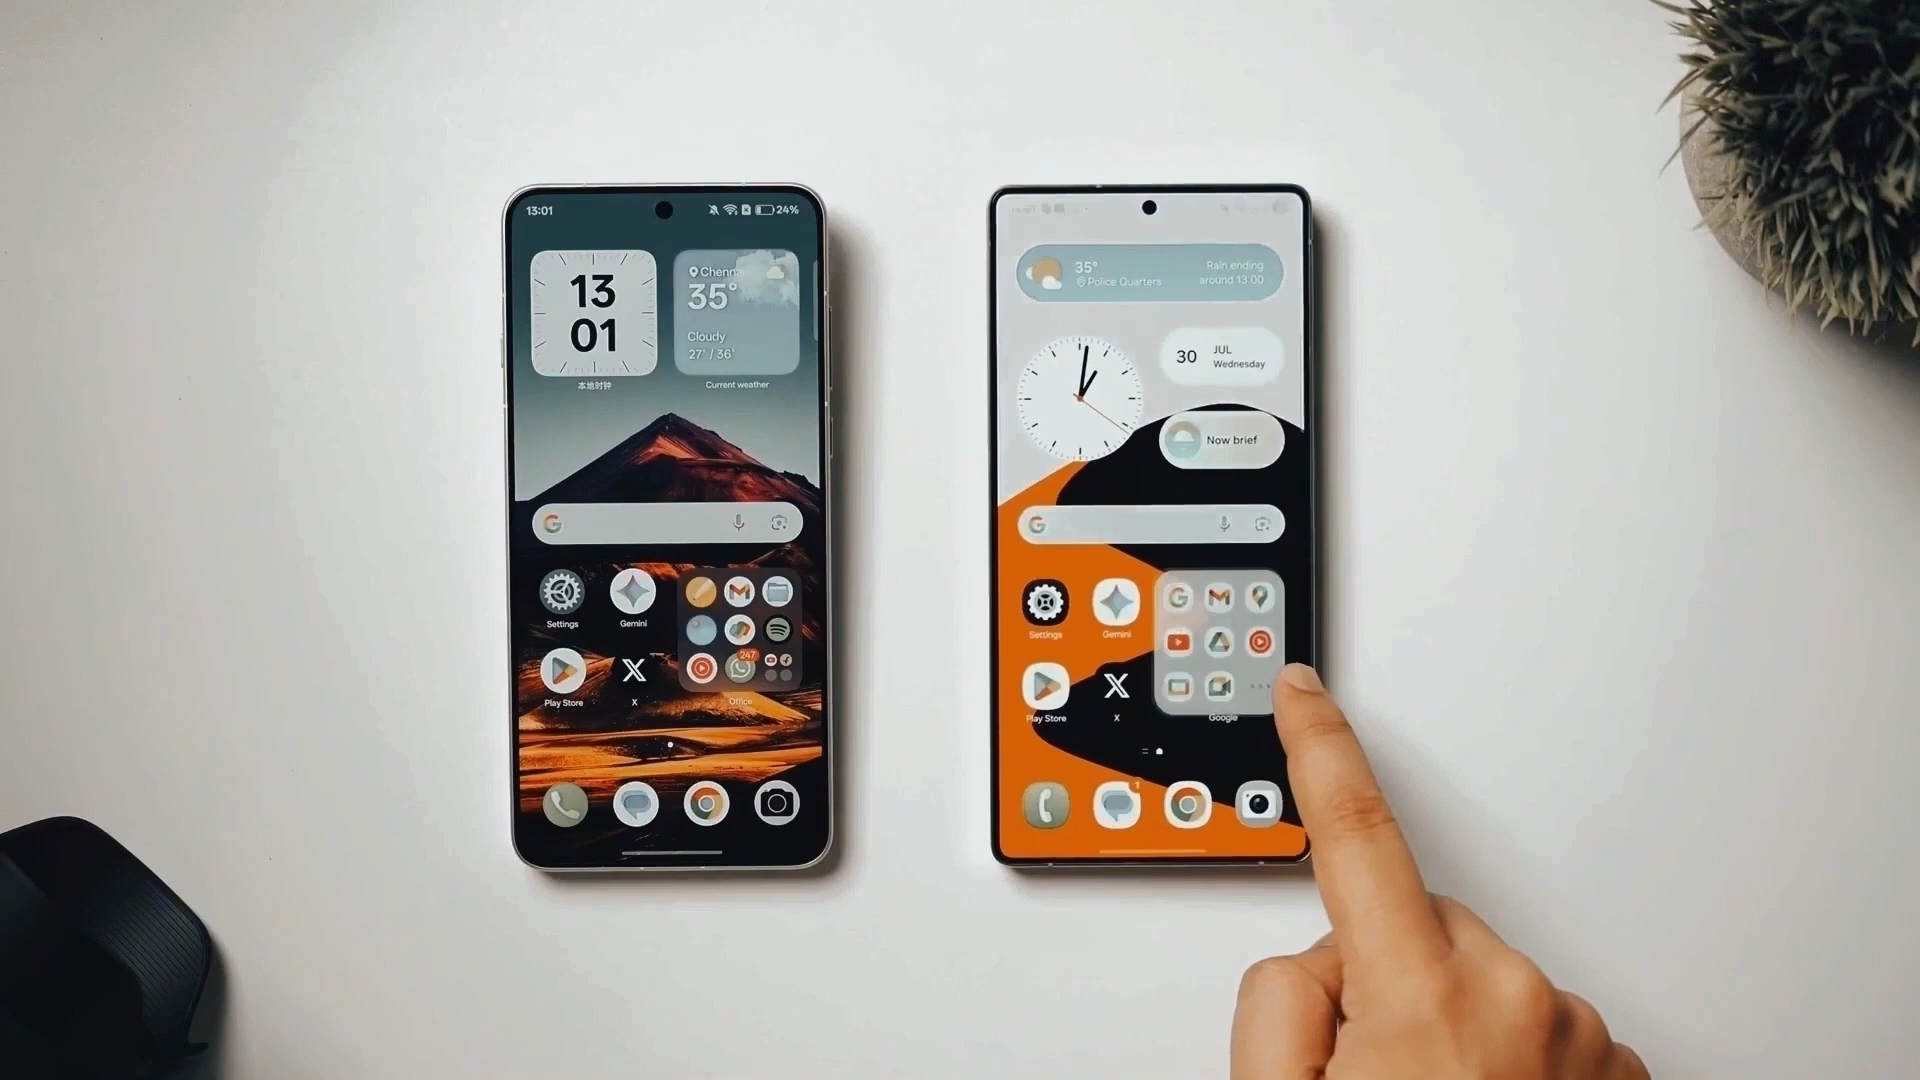 13:01
24%
13
01
本地时钟
Chenna
35°
Cloudy
27° / 36°
Current weather
Settings
Gemini
Play Store
X
247
Office
35°
Police Quarters
Rain ending
around 13:00
30
JUL
Wednesday
Now brief
Settings
Gemini
Play Store
X
Google
1